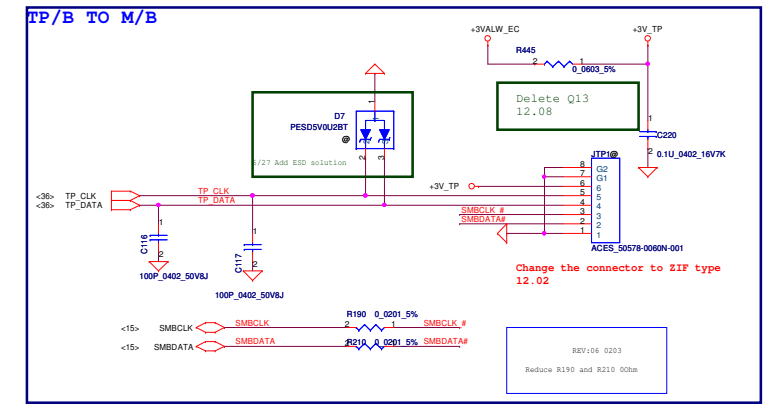 TP/B TO M/B
+3VALW_EC
+3V_TP
R445
2
1
0_0603_5%
Delete Q13
12.08
1
C220
2
0.1U_0402_16V7K
1
D7
PESD5V0U2BT
@
2
3
/27 Add ESD solution
JTP1@
8
G2
7
G1
+3V_TP
6
6
5
5
4
4
3
3
2
2
1
1
ACES_50578-0060N-001
<36>
TP_CLK
TP_CLK
<36>
TP_DATA
TP_DATA
SMBCLK_#
SMBDATA#
1
C116
2
100P_0402_50V8J
1
C117
2
100P_0402_50V8J
Change the connector to ZIF type
12.02
R190 0_0201_5%
<15>
SMBCLK
SMBCLK
2
1
SMBCLK_#
R210 0_0201_5%
<15>
SMBDATA
SMBDATA
2
1
SMBDATA#
REV:06 0203
Reduce R190 and R210 0Ohm